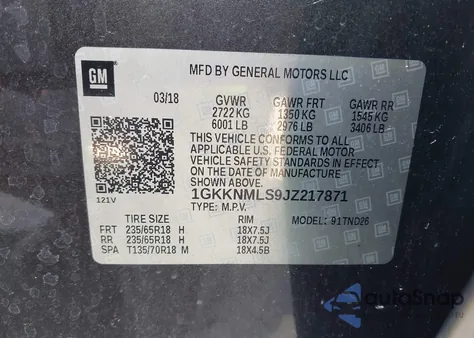 GM
MFD BY GENERAL MOTORS LLC
03/18 GVWR GAWR FRT GAWR RR
2722 KG 1350 KG 1545 KG
6001 LB 2976 LB 3406 LB
THIS VEHICLE CONFORMS TO ALL
APPLICABLE U.S. FEDERAL MOTOR
VEHICLE SAFETY STANDARDS IN EFFECT
ON THE DATE OF MANUFACTURE
SHOWN ABOVE.
1GKKNMLS9JZ217871
121V TYPE: M.P.V.
TIRE SIZE RIM MODEL: 91TND26
FRT 235/65R18 H 18X7.5J
RR 235/65R18 H 18X7.5J
SPA T135/70R18 M 18X4.5B
autoSnap